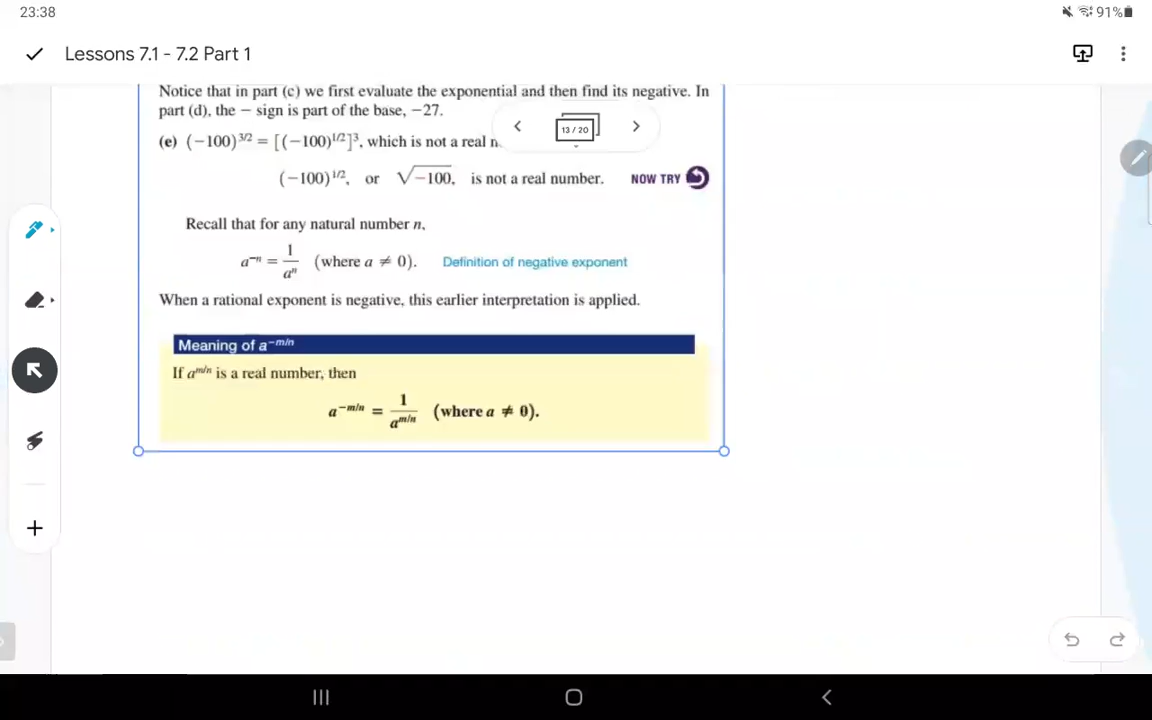 23:38
91%
Lessons 7.1 - 7.2 Part 1
Notice that in part (c) we first evaluate the exponential and then find its negative. In
part (d), the − sign is part of the base, −27.
13 / 20
(e) (−100)^3/2 = [(−100)^1/2]^3, which is not a real n
(−100)^1/2, or √−100, is not a real number. NOW TRY
Recall that for any natural number n,
a^−n = 1/a^n (where a ≠ 0). Definition of negative exponent
When a rational exponent is negative, this earlier interpretation is applied.
Meaning of a^−m/n
If a^m/n is a real number, then
a^−m/n = 1/a^m/n (where a ≠ 0).